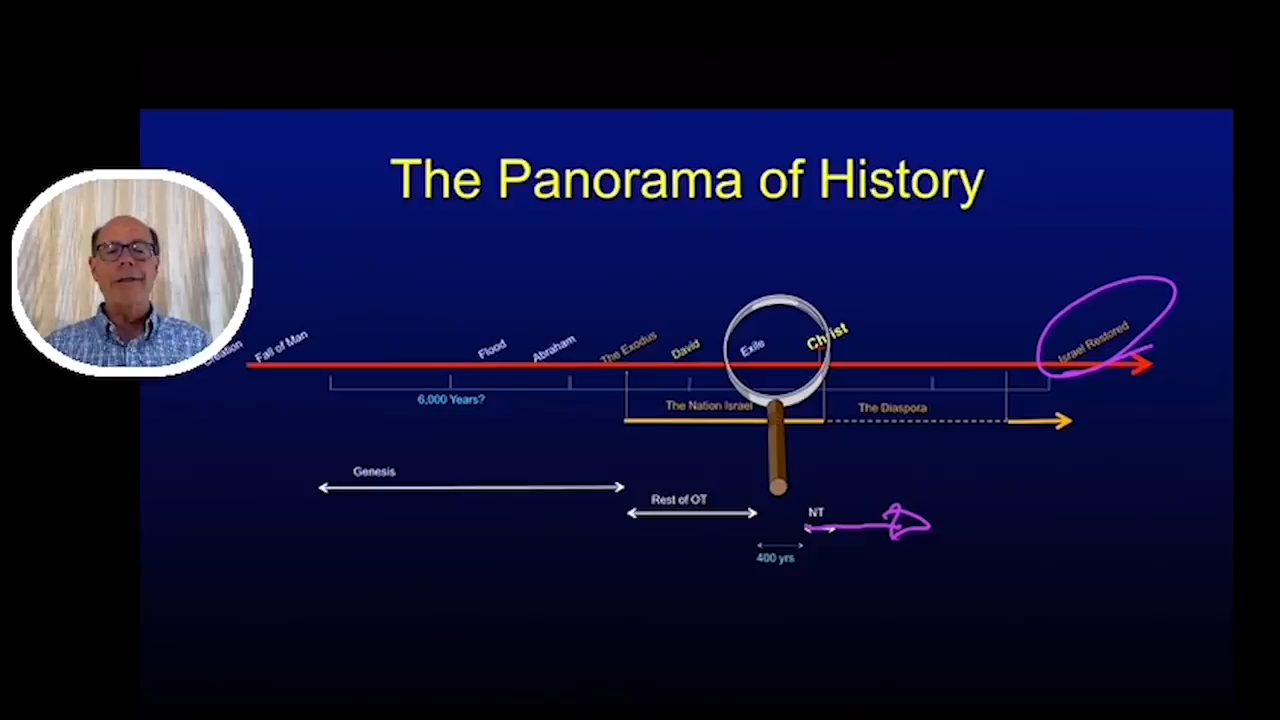 The Panorama of History
Creation
Fall of Man
Flood
Abraham
The Exodus
David
Exile
Christ
Israel Restored
6,000 Years?
The Nation Israel
The Diaspora
Genesis
Rest of OT
NT
400 yrs